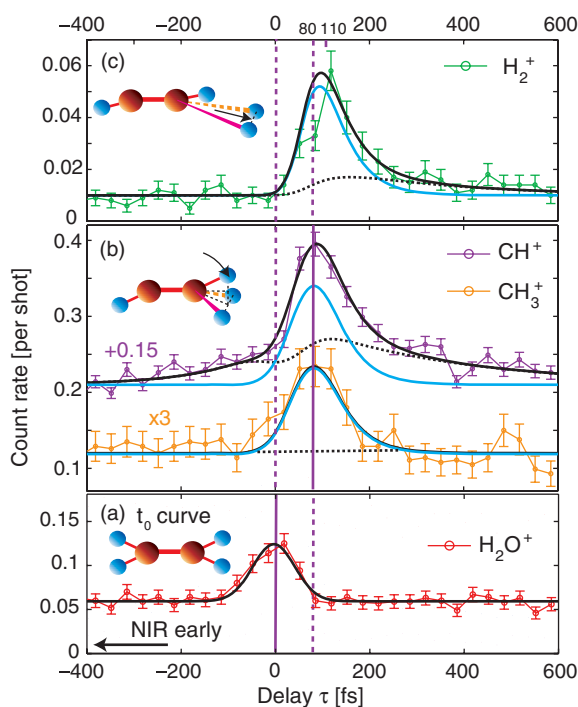 −400 −200 0 200 400 600
80 110
(c)
H2+
0.06
0.04
0.02
0
(b)
CH+
CH3+
0.4
0.3
0.2
0.1
+0.15
x3
Count rate [per shot]
(a) t0 curve
H2O+
0.15
0.1
0.05
0
NIR early
−400 −200 0 200 400 600
Delay τ [fs]